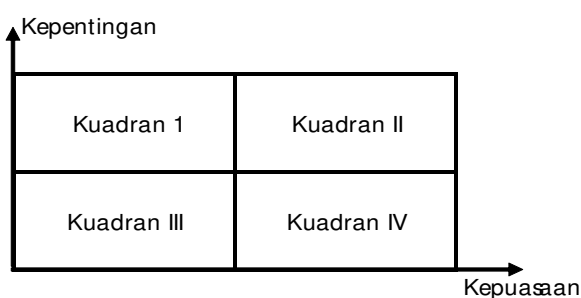 Kepentingan
Kuadran 1
Kuadran II
Kuadran III
Kuadran IV
Kepuasaan